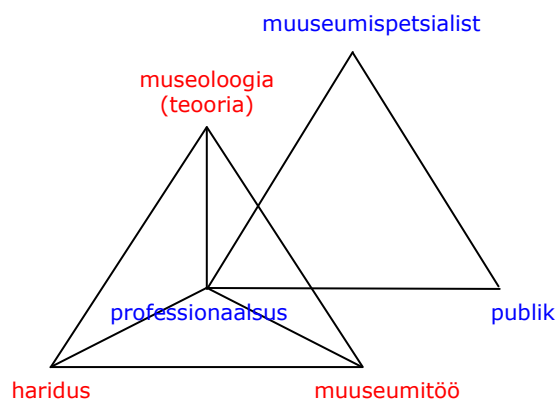 muuseumispetsialist
museoloogia
(teooria)
professionaalsus
publik
haridus
muuseumitöö